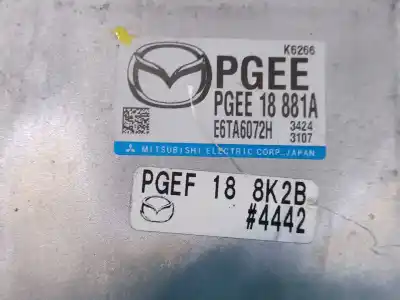 K6266
PGEE
PGEE 18 881A
E6TA6072H 3424
3107
MITSUBISHI ELECTRIC CORP. JAPAN
PGEF 18 8K2B
#4442